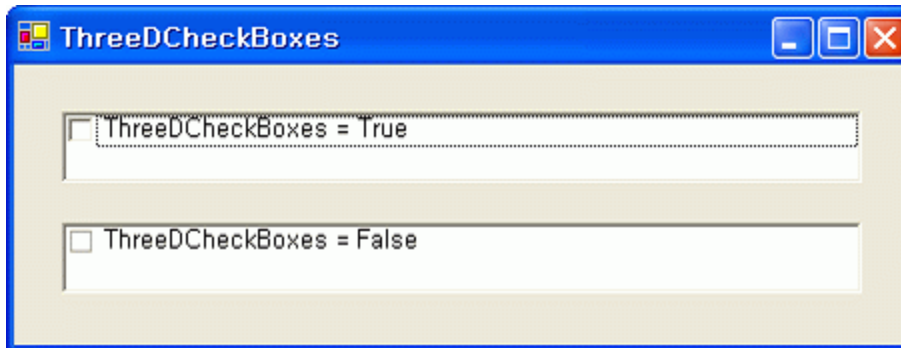 ThreeDCheckBoxes
ThreeDCheckBoxes = True
ThreeDCheckBoxes = False